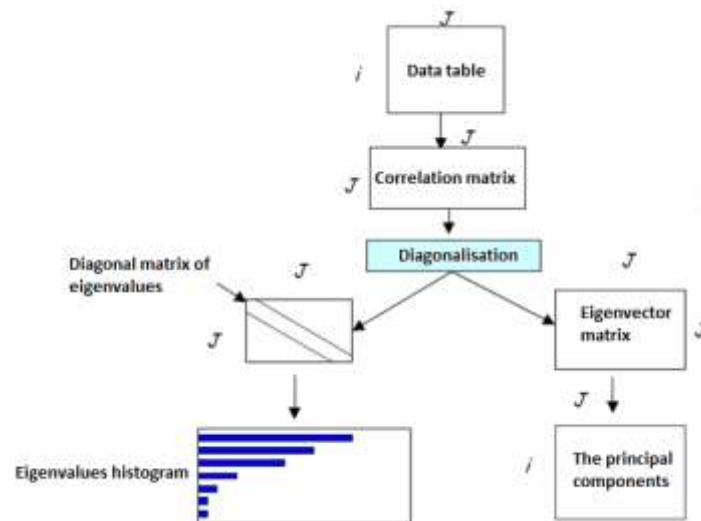 J
i
Data table
J
J
Correlation matrix
Diagonalisation
Diagonal matrix of
eigenvalues
J
J
J
Eigenvector
matrix
J
J
Eigenvalues histogram
i
The principal
components